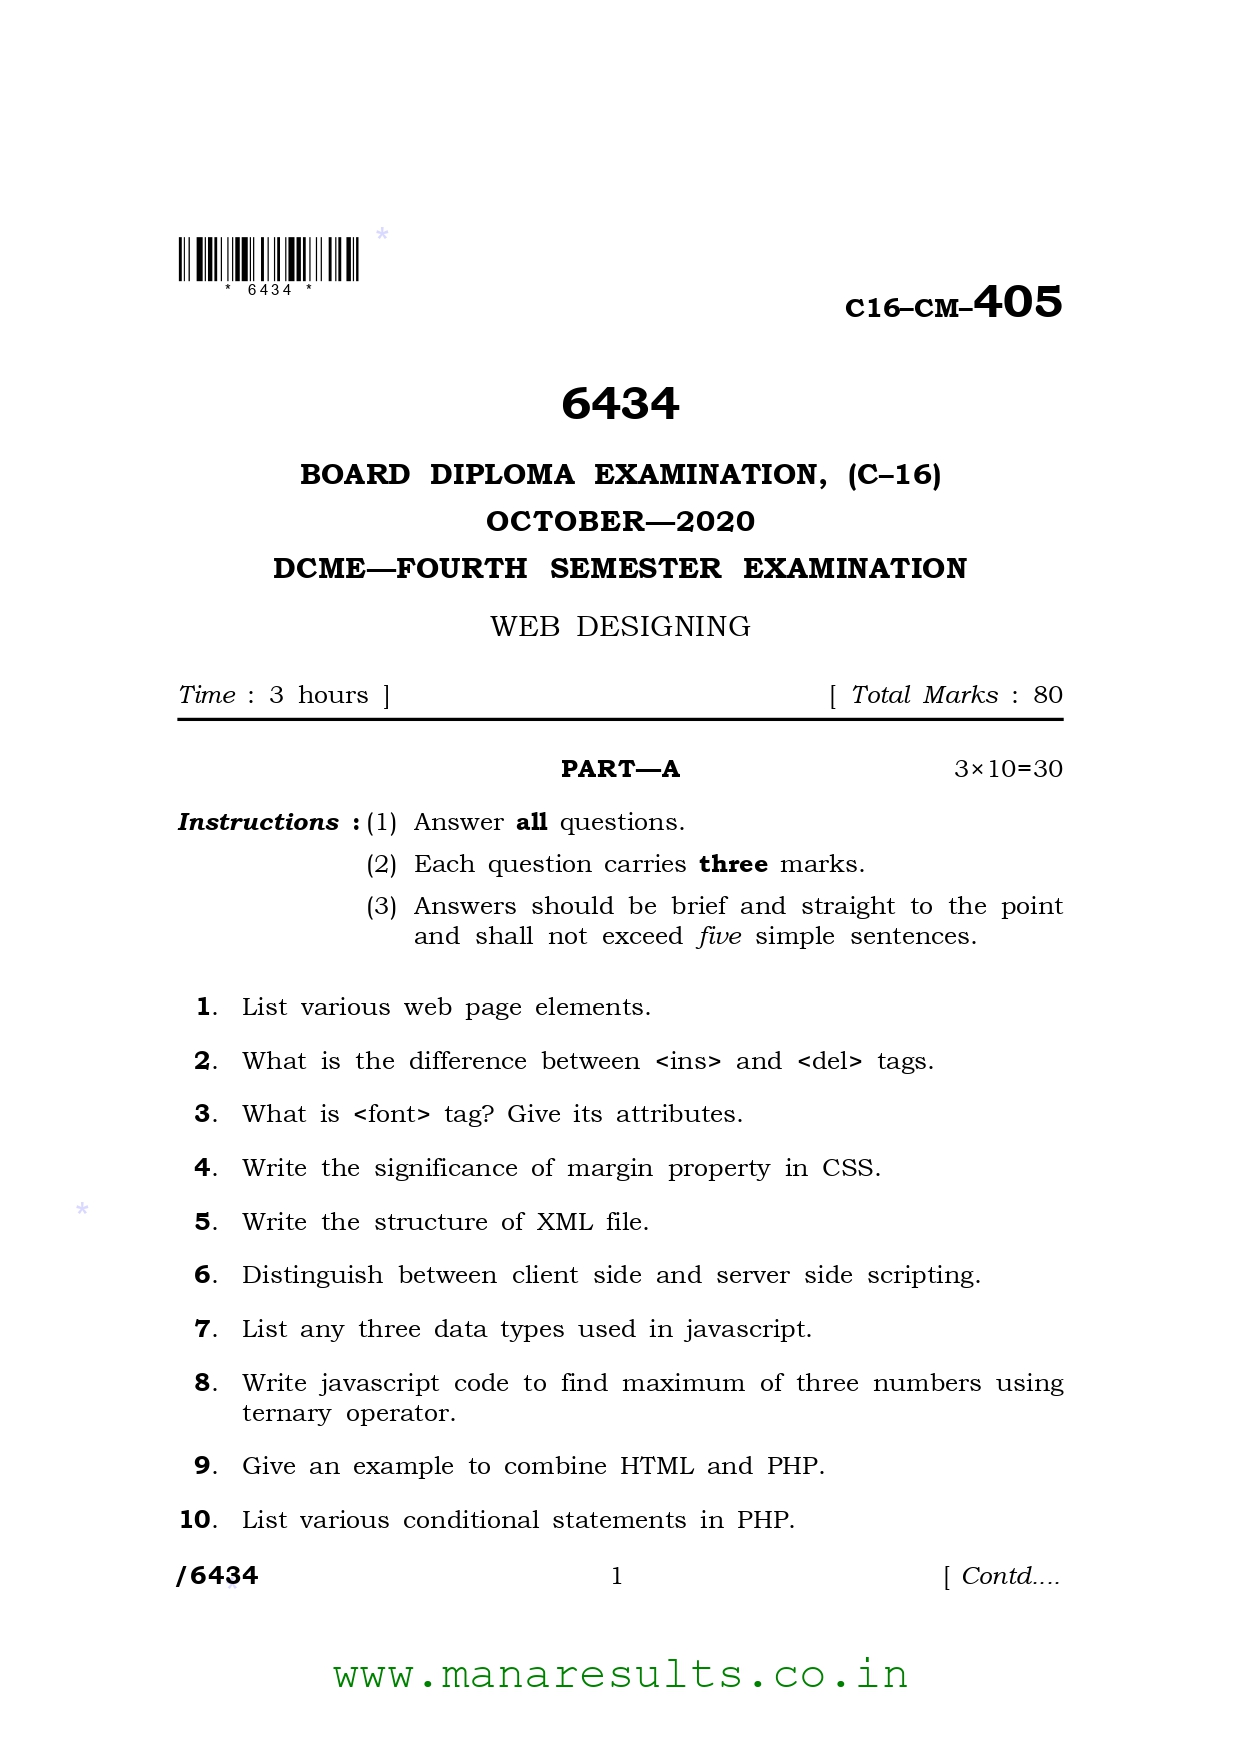 *
* 6434 *
C16–CM–405
6434
BOARD DIPLOMA EXAMINATION, (C–16)
OCTOBER—2020
DCME—FOURTH SEMESTER EXAMINATION
WEB DESIGNING
Time : 3 hours ] [ Total Marks : 80
PART—A 3×10=30
Instructions : (1) Answer all questions.
(2) Each question carries three marks.
(3) Answers should be brief and straight to the point
and shall not exceed five simple sentences.
1. List various web page elements.
2. What is the difference between <ins> and <del> tags.
3. What is <font> tag? Give its attributes.
4. Write the significance of margin property in CSS.
*
5. Write the structure of XML file.
6. Distinguish between client side and server side scripting.
7. List any three data types used in javascript.
8. Write javascript code to find maximum of three numbers using
ternary operator.
9. Give an example to combine HTML and PHP.
10. List various conditional statements in PHP.
/6434 1 [ Contd....
*
www.manaresults.co.in